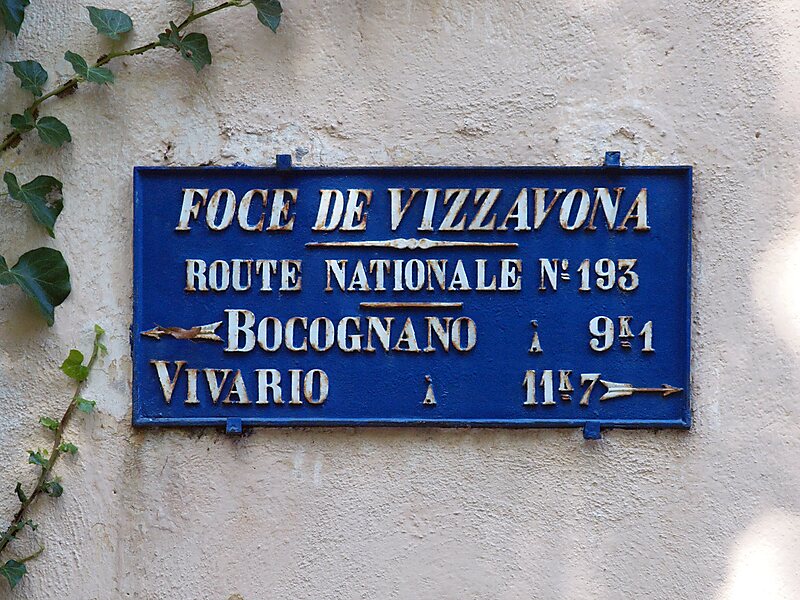 FOCE DE VIZZAVONA
ROUTE NATIONALE Nº 193
BOCOGNANO À 9K1
VIVARIO À 11K7